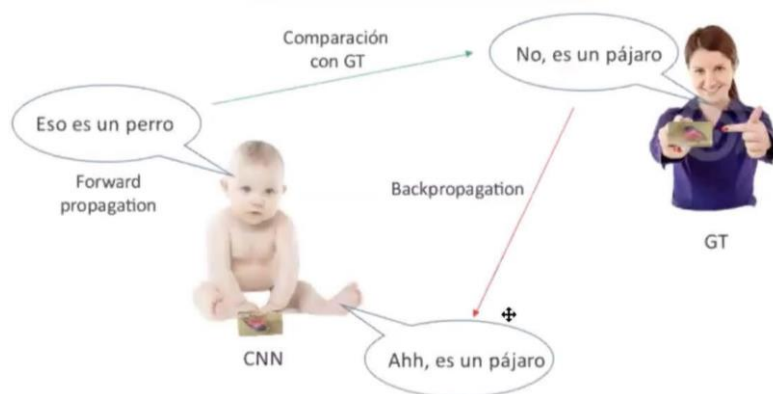 Comparación
con GT
No, es un pájaro
Eso es un perro
Forward
propagation
Backpropagation
GT
CNN
Ahh, es un pájaro